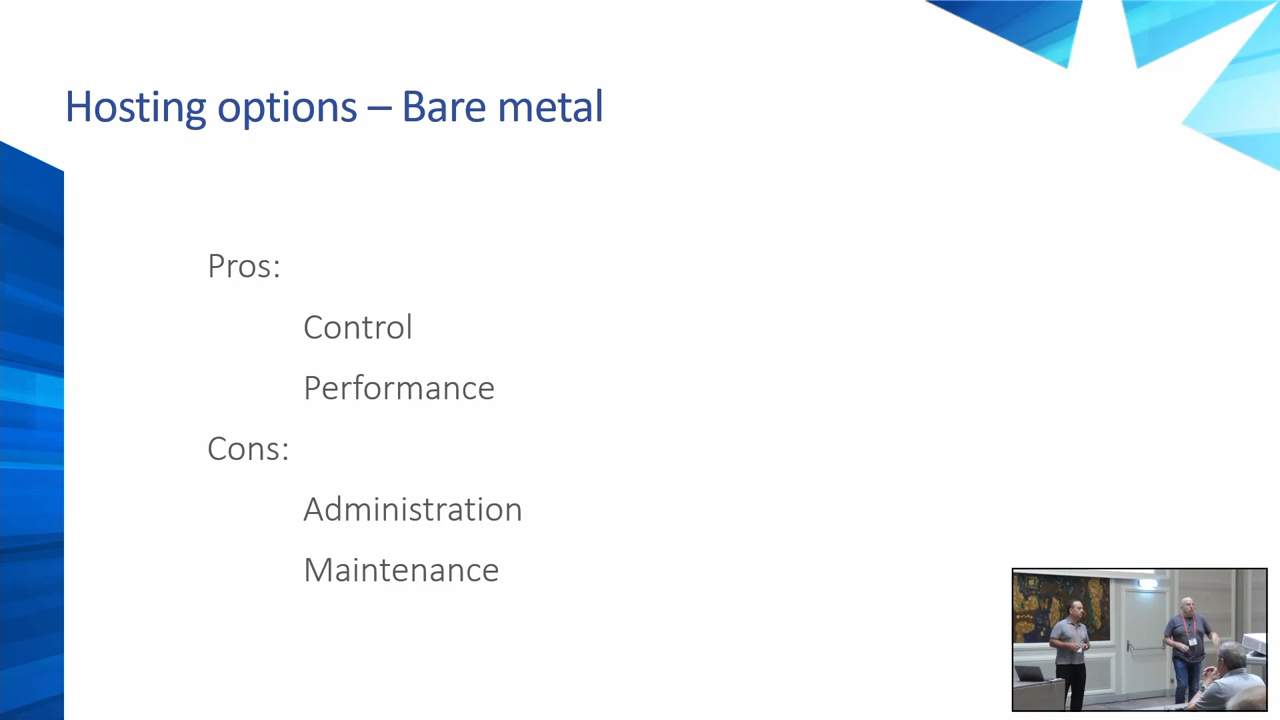 Hosting options – Bare metal
Pros:
Control
Performance
Cons:
Administration
Maintenance